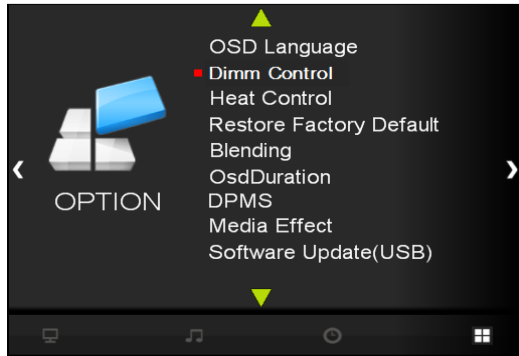 OSD Language
Dimm Control
Heat Control
Restore Factory Default
Blending
OsdDuration
DPMS
Media Effect
Software Update(USB)
OPTION